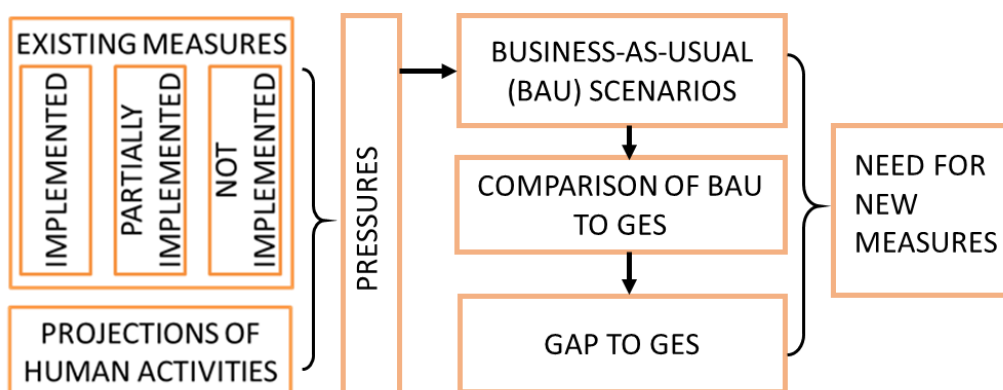 EXISTING MEASURES
IMPLEMENTED
PARTIALLY
IMPLEMENTED
NOT
IMPLEMENTED
PROJECTIONS OF
HUMAN ACTIVITIES
PRESSURES
BUSINESS-AS-USUAL
(BAU) SCENARIOS
COMPARISON OF BAU
TO GES
GAP TO GES
NEED FOR
NEW
MEASURES